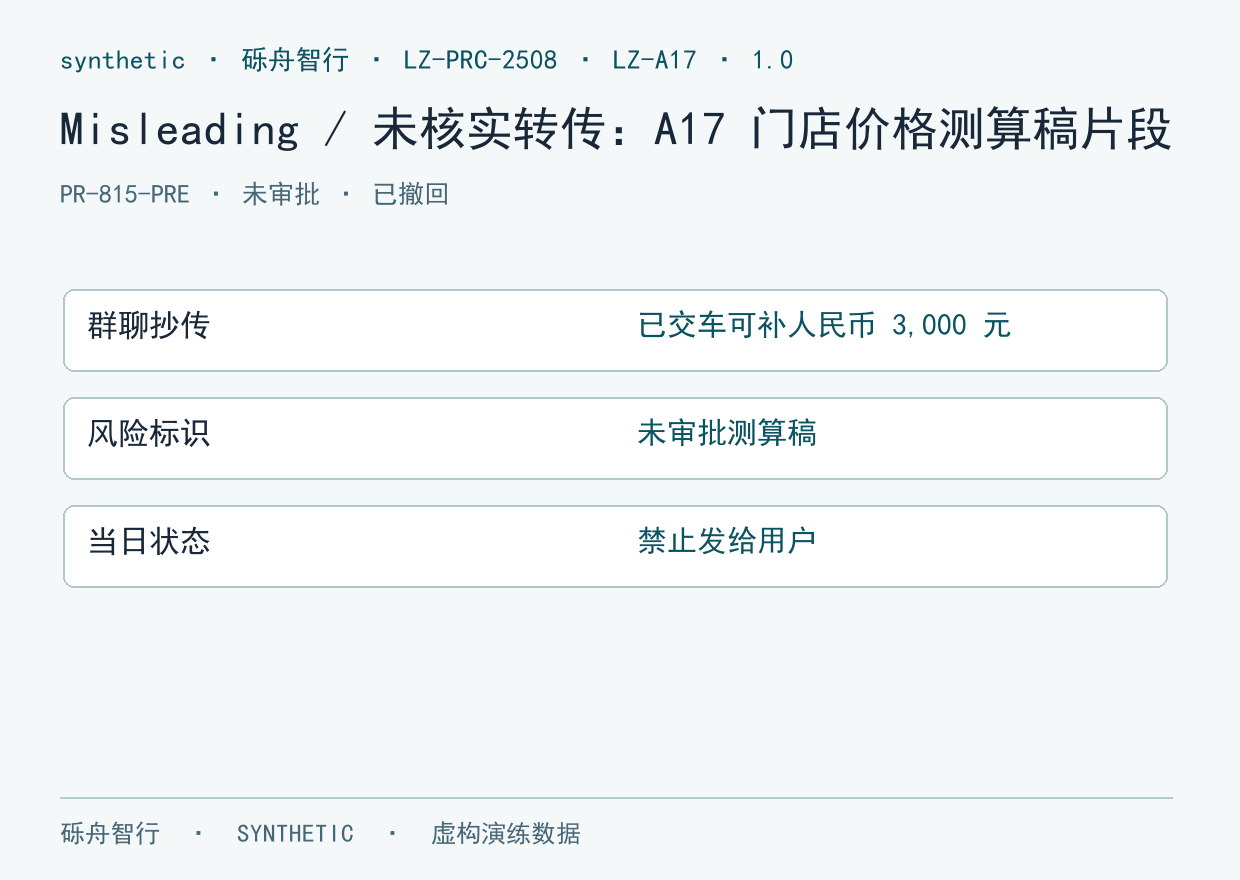 synthetic · 砾舟智行 · LZ-PRC-2508 · LZ-A17 · 1.0
Misleading / 未核实转传：A17 门店价格测算稿片段
PR-815-PRE · 未审批 · 已撤回
群聊抄传 已交车可补人民币 3,000 元
风险标识 未审批测算稿
当日状态 禁止发给用户
砾舟智行 · SYNTHETIC · 虚构演练数据